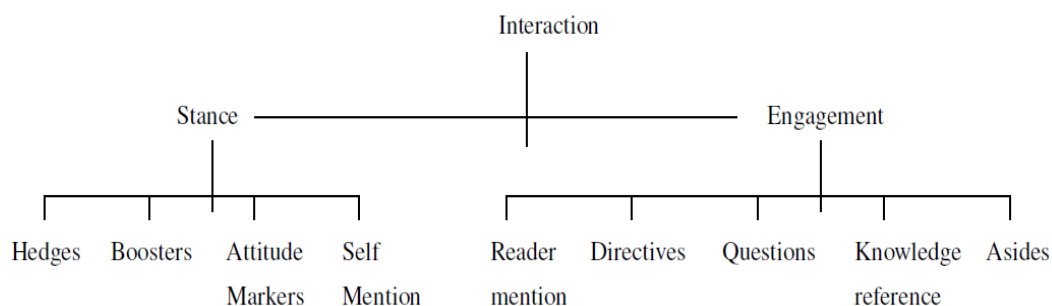 Interaction
Stance Engagement
Hedges Boosters Attitude Self Reader Directives Questions Knowledge Asides
Markers Mention mention reference